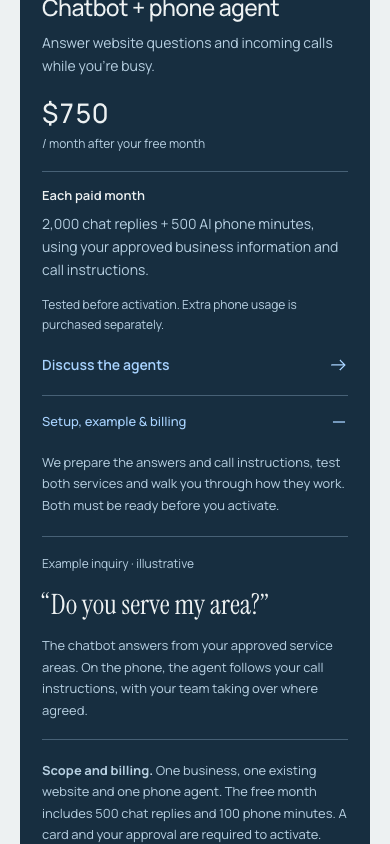 Chatbot + phone agent
Answer website questions and incoming calls
while you're busy.
$750
/ month after your free month
Each paid month
2,000 chat replies + 500 AI phone minutes,
using your approved business information and
call instructions.
Tested before activation. Extra phone usage is
purchased separately.
Discuss the agents →
Setup, example & billing —
We prepare the answers and call instructions, test
both services and walk you through how they work.
Both must be ready before you activate.
Example inquiry · illustrative
“Do you serve my area?”
The chatbot answers from your approved service
areas. On the phone, the agent follows your call
instructions, with your team taking over where
agreed.
Scope and billing. One business, one existing
website and one phone agent. The free month
includes 500 chat replies and 100 phone minutes. A
card and your approval are required to activate.